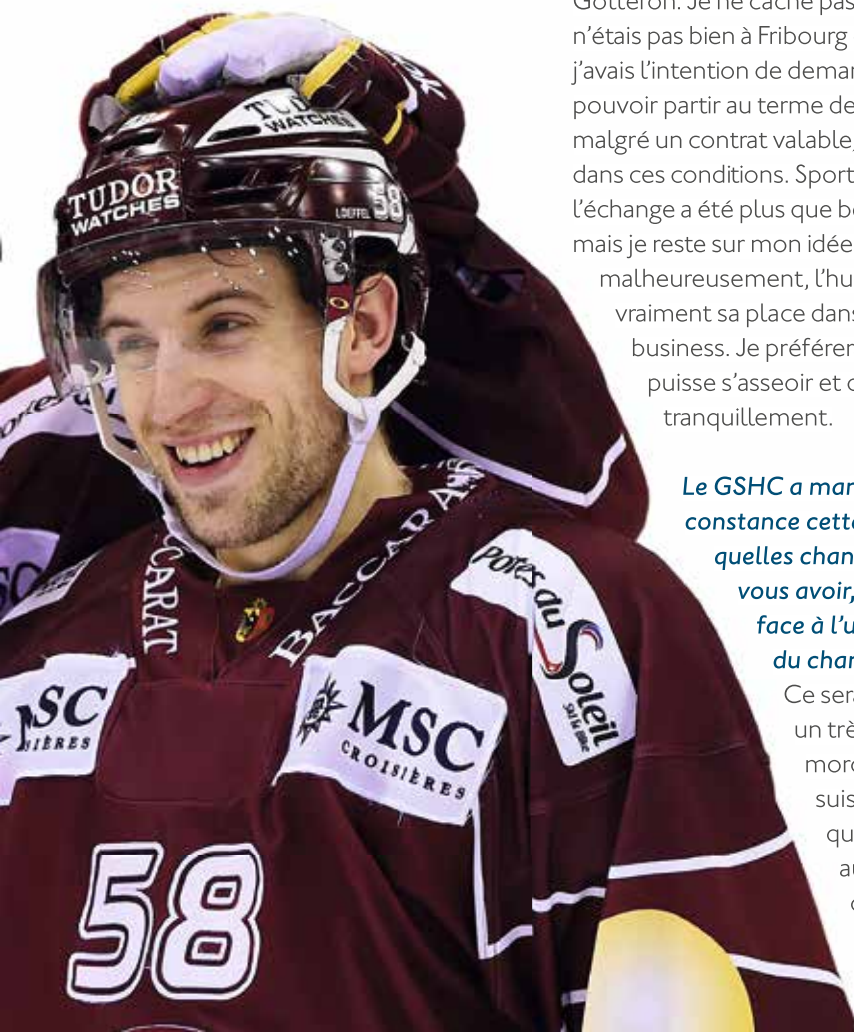 TUDOR
WATCHES
TUDOR
WATCHES
LOEFFEL 58
BACCARAT
CCARAT
Potes du
Soleil
MSC
CROISIÈRES
MSC
SIÈRES
58
Gottéron. Je ne cache pas
n’étais pas bien à Fribourg
j’avais l’intention de deman
pouvoir partir au terme de
malgré un contrat valable,
dans ces conditions. Sport
l’échange a été plus que b
mais je reste sur mon idée
malheureusement, l’hu
vraiment sa place dans
business. Je préférer
puisse s’asseoir et
tranquillement.
Le GSHC a mar
constance cette
quelles chan
vous avoir,
face à l’u
du cham
Ce sera
un trè
morc
suis
qu
au